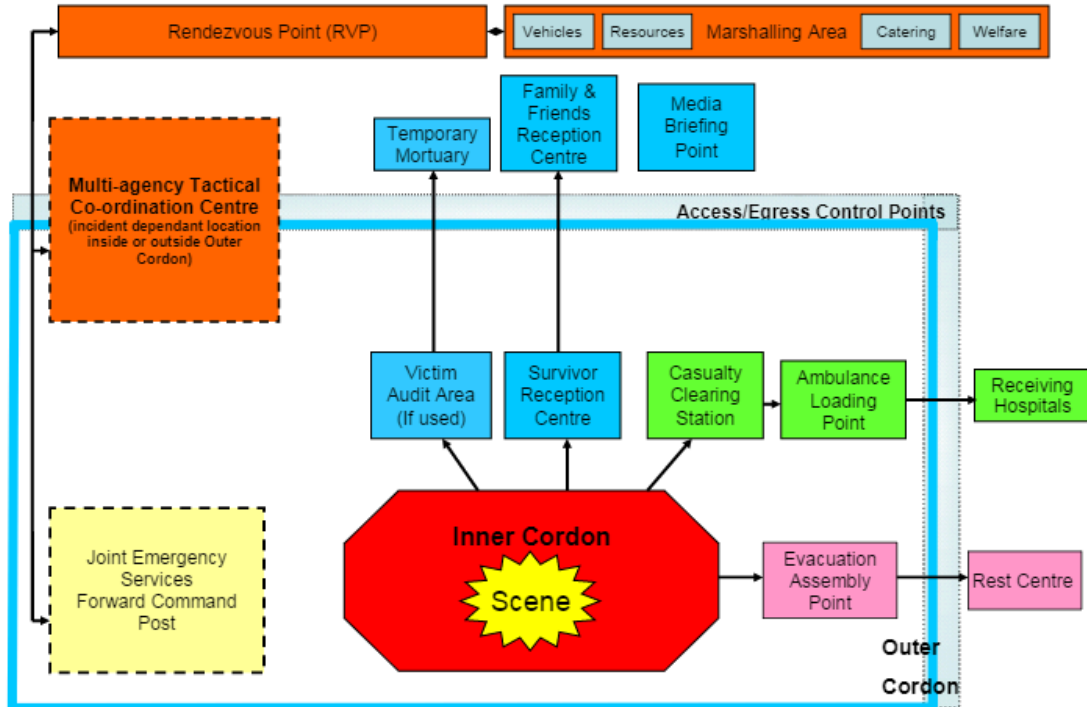 Rendezvous Point (RVP)
Vehicles
Resources
Marshalling Area
Catering
Welfare
Family &
Friends
Reception
Centre
Media
Briefing
Point
Temporary
Mortuary
Multi-agency Tactical
Co-ordination Centre
(incident dependant location
inside or outside Outer
Cordon)
Access/Egress Control Points
Victim
Audit Area
(If used)
Survivor
Reception
Centre
Casualty
Clearing
Station
Ambulance
Loading
Point
Receiving
Hospitals
Joint Emergency
Services
Forward Command
Post
Inner Cordon
Scene
Evacuation
Assembly
Point
Rest Centre
Outer
Cordon